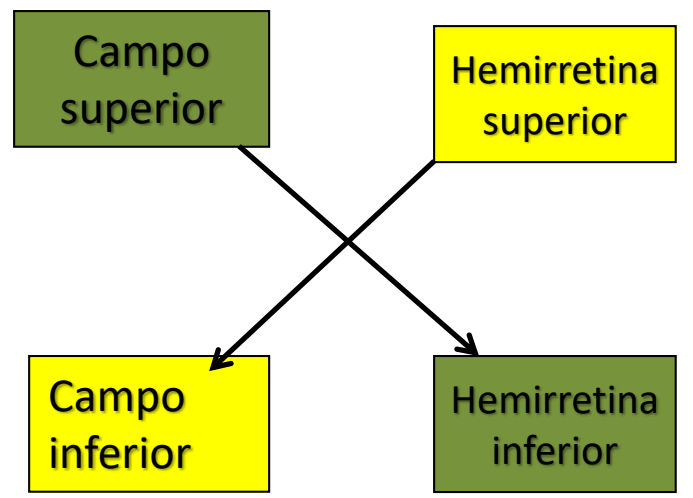 Campo
superior
Hemirretina
superior
Campo
inferior
Hemirretina
inferior